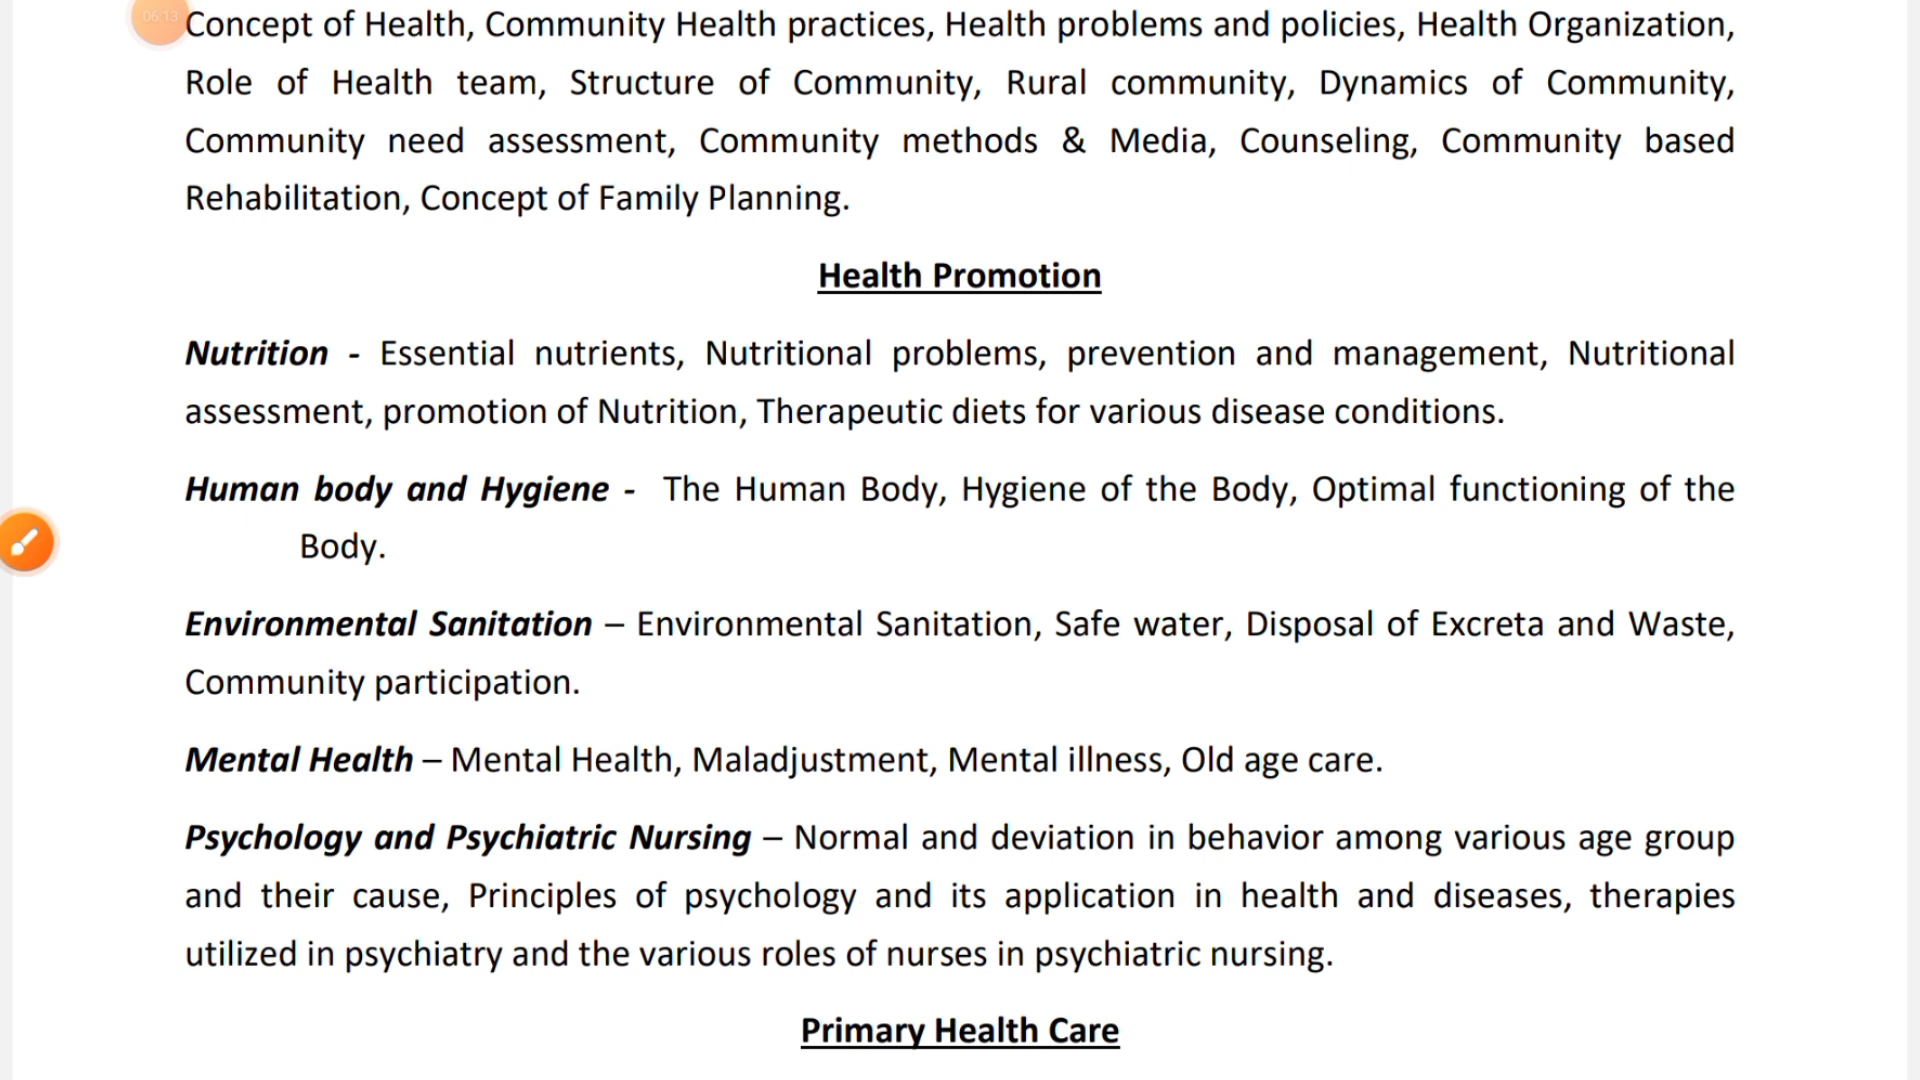 06:13
Concept of Health, Community Health practices, Health problems and policies, Health Organization,
Role of Health team, Structure of Community, Rural community, Dynamics of Community,
Community need assessment, Community methods & Media, Counseling, Community based
Rehabilitation, Concept of Family Planning.
Health Promotion
Nutrition - Essential nutrients, Nutritional problems, prevention and management, Nutritional
assessment, promotion of Nutrition, Therapeutic diets for various disease conditions.
Human body and Hygiene - The Human Body, Hygiene of the Body, Optimal functioning of the
Body.
Environmental Sanitation – Environmental Sanitation, Safe water, Disposal of Excreta and Waste,
Community participation.
Mental Health – Mental Health, Maladjustment, Mental illness, Old age care.
Psychology and Psychiatric Nursing – Normal and deviation in behavior among various age group
and their cause, Principles of psychology and its application in health and diseases, therapies
utilized in psychiatry and the various roles of nurses in psychiatric nursing.
Primary Health Care